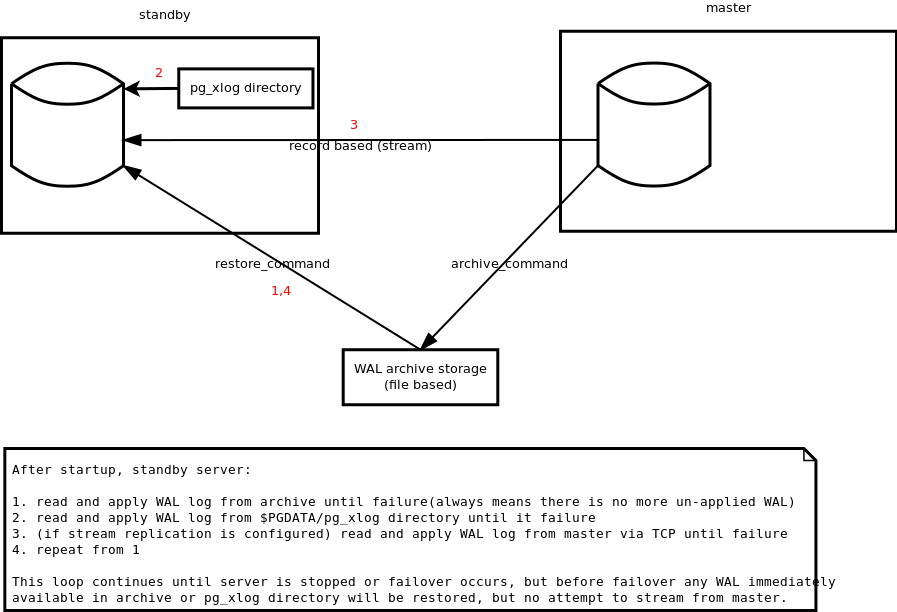 standby
master
2
pg_xlog directory
3
record based (stream)
restore_command
archive_command
1,4
WAL archive storage
(file based)
After startup, standby server:
1. read and apply WAL log from archive until failure(always means there is no more un-applied WAL)
2. read and apply WAL log from $PGDATA/pg_xlog directory until it failure
3. (if stream replication is configured) read and apply WAL log from master via TCP until failure
4. repeat from 1
This loop continues until server is stopped or failover occurs, but before failover any WAL immediately
available in archive or pg_xlog directory will be restored, but no attempt to stream from master.